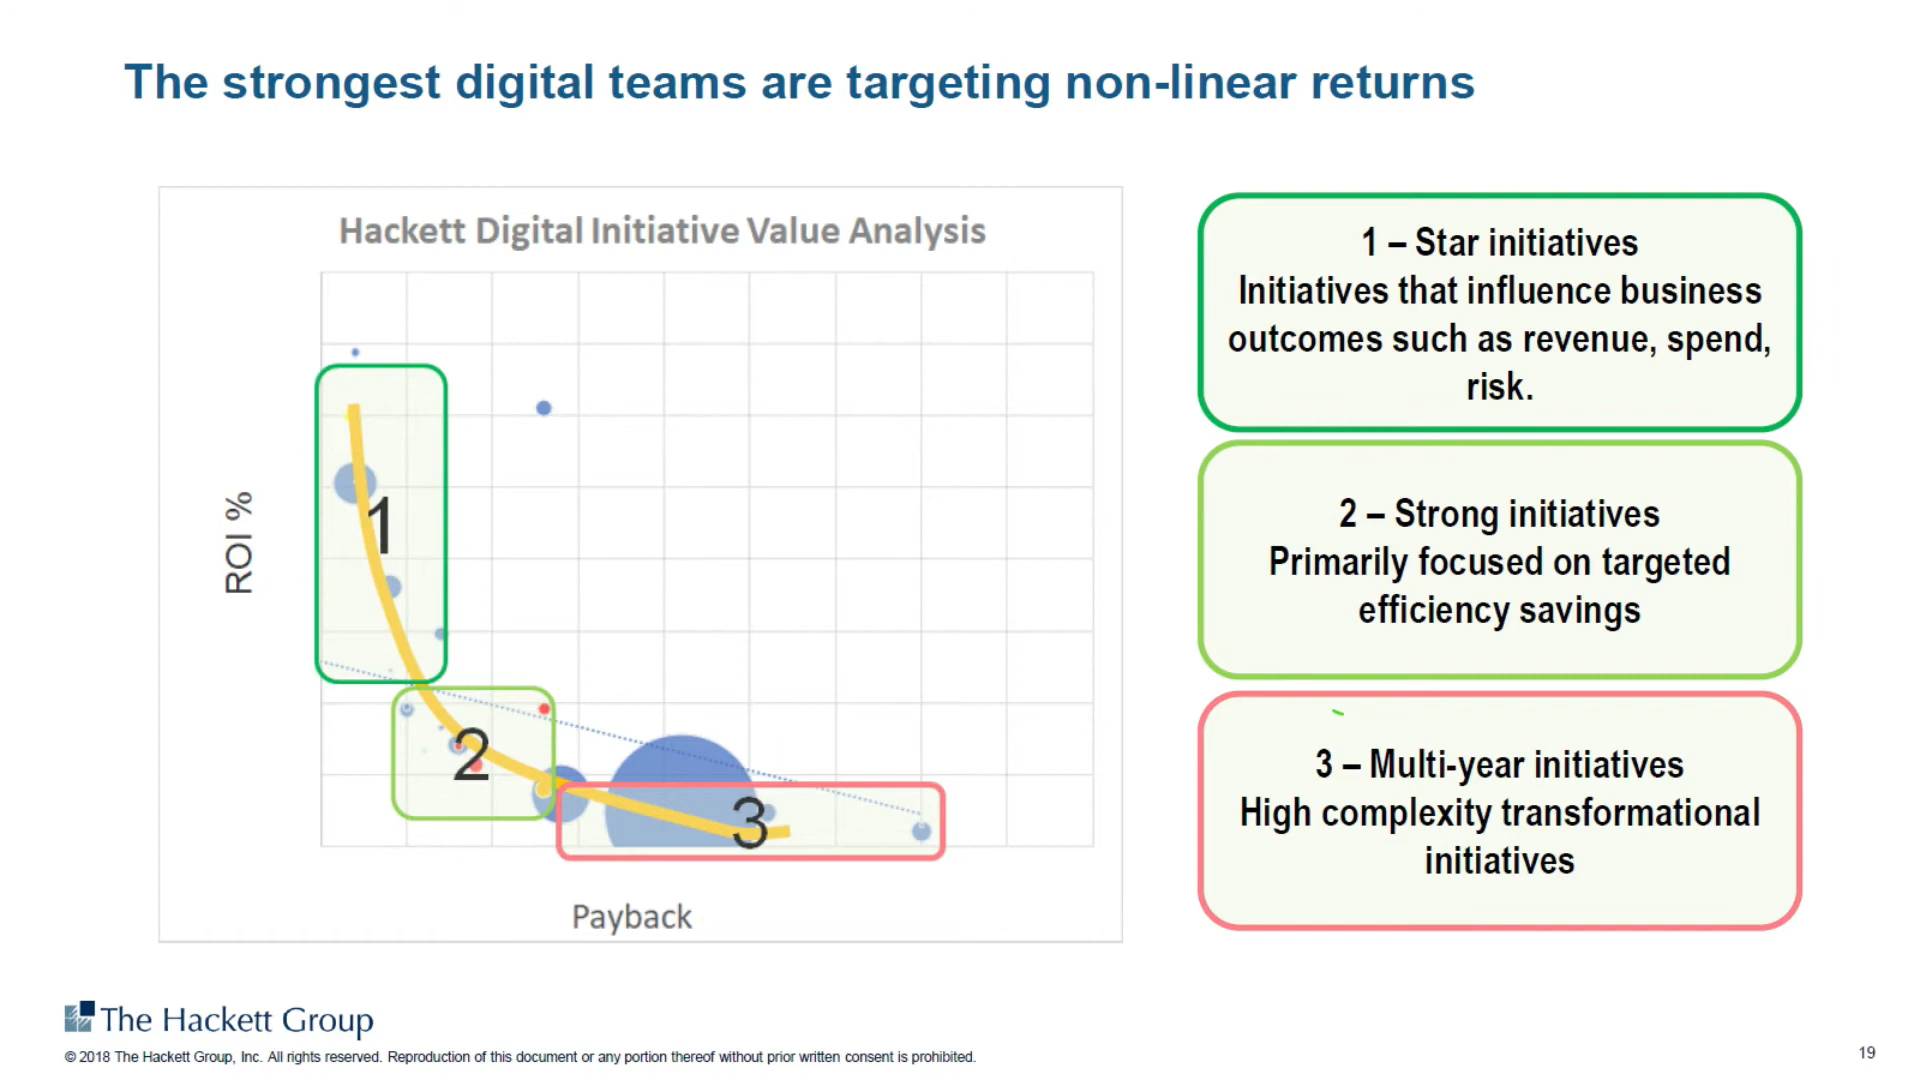 The strongest digital teams are targeting non-linear returns
Hackett Digital Initiative Value Analysis
ROI %
1
2
3
Payback
1 – Star initiatives
Initiatives that influence business
outcomes such as revenue, spend,
risk.
2 – Strong initiatives
Primarily focused on targeted
efficiency savings
3 – Multi-year initiatives
High complexity transformational
initiatives
The Hackett Group
© 2018 The Hackett Group, Inc. All rights reserved. Reproduction of this document or any portion thereof without prior written consent is prohibited.
19